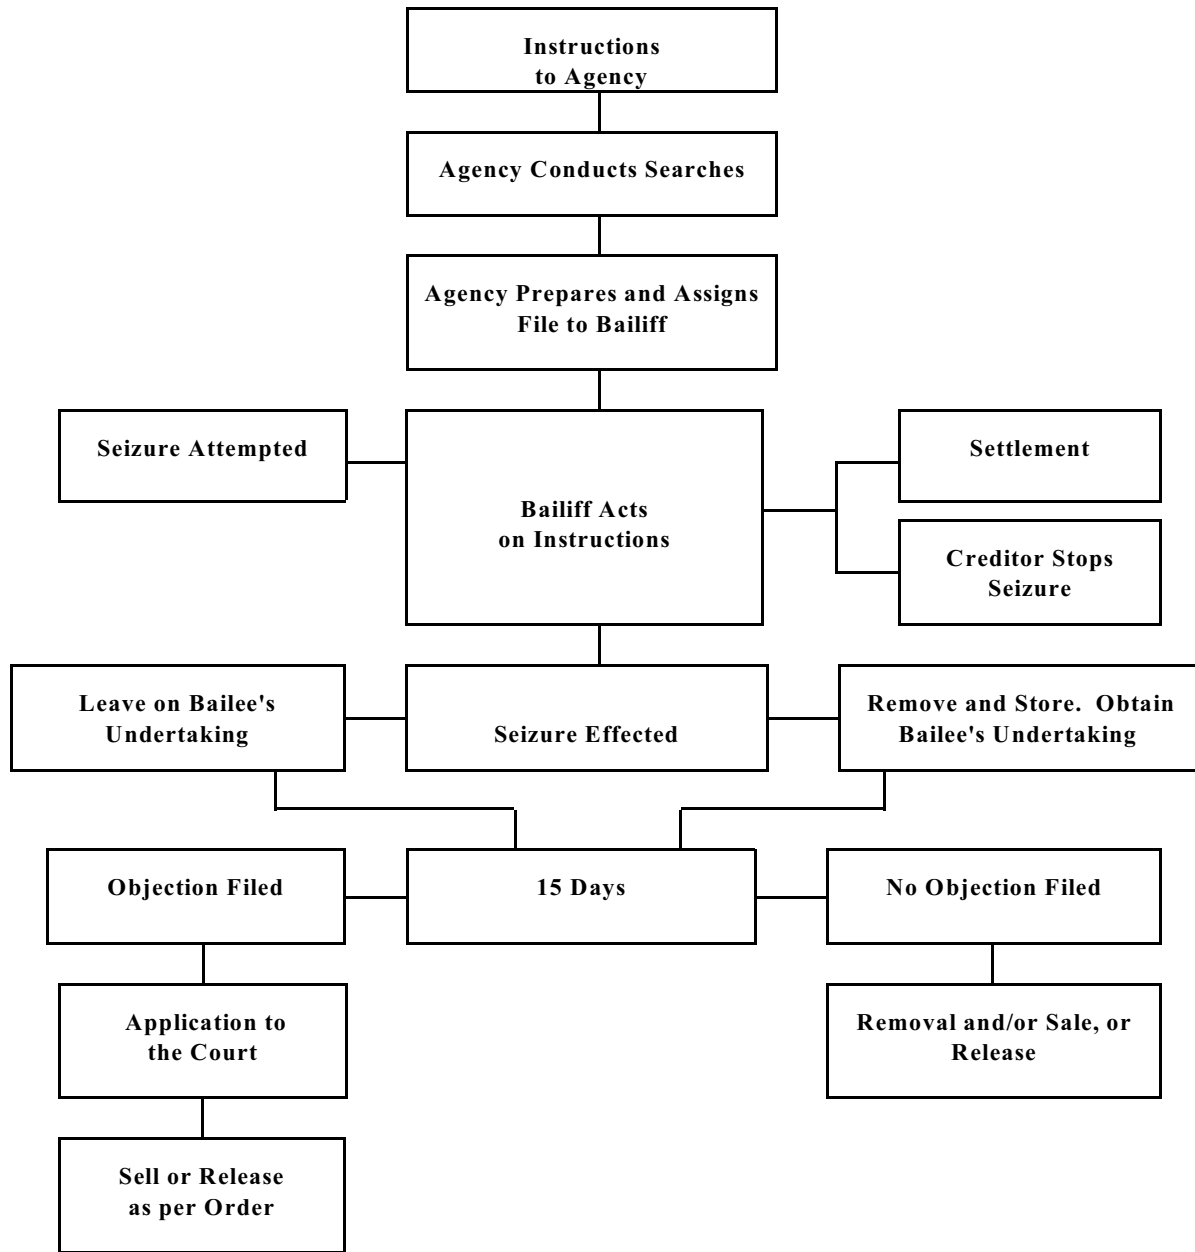 Instructions
to Agency
Agency Conducts Searches
Agency Prepares and Assigns
File to Bailiff
Seizure Attempted
Bailiff Acts
on Instructions
Settlement
Creditor Stops
Seizure
Leave on Bailee's
Undertaking
Seizure Effected
Remove and Store.  Obtain
Bailee's Undertaking
Objection Filed
15 Days
No Objection Filed
Application to
the Court
Removal and/or Sale, or
Release
Sell or Release
as per Order